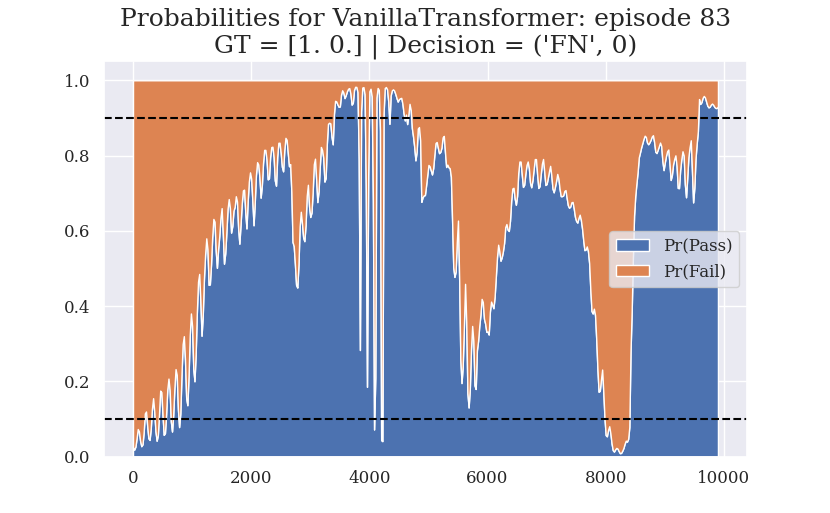 Probabilities for VanillaTransformer: episode 83
GT = [1. 0.] | Decision = ('FN', 0)
1.0
0.8
0.6
0.4
0.2
0.0
Pr(Pass)
Pr(Fail)
0 2000 4000 6000 8000 10000